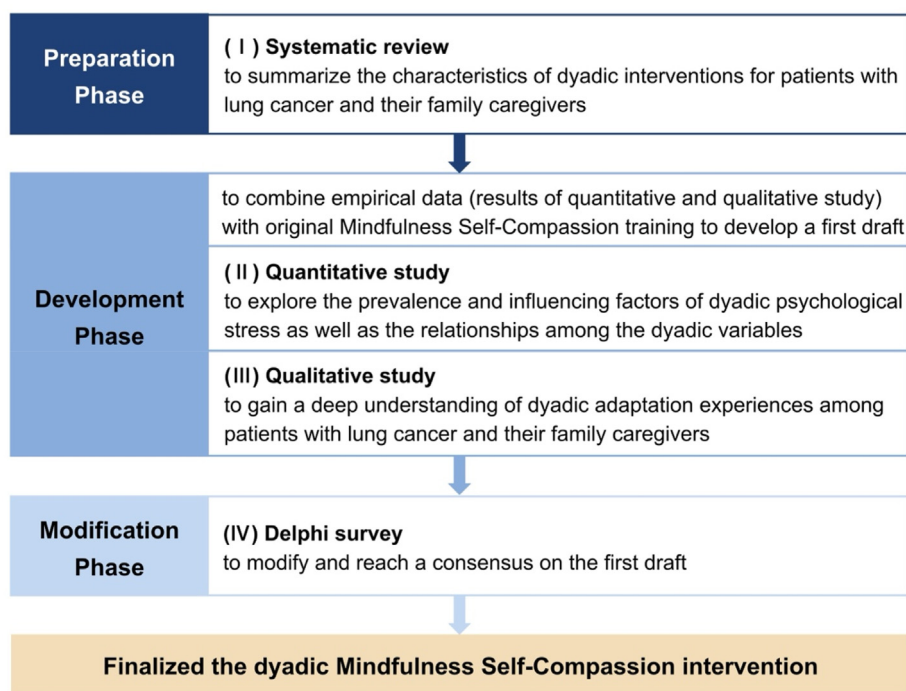 Preparation
Phase
(Ⅰ) Systematic review
to summarize the characteristics of dyadic interventions for patients with
lung cancer and their family caregivers
Development
Phase
to combine empirical data (results of quantitative and qualitative study)
with original Mindfulness Self-Compassion training to develop a first draft
(Ⅱ) Quantitative study
to explore the prevalence and influencing factors of dyadic psychological
stress as well as the relationships among the dyadic variables
(Ⅲ) Qualitative study
to gain a deep understanding of dyadic adaptation experiences among
patients with lung cancer and their family caregivers
Modification
Phase
(Ⅳ) Delphi survey
to modify and reach a consensus on the first draft
Finalized the dyadic Mindfulness Self-Compassion intervention